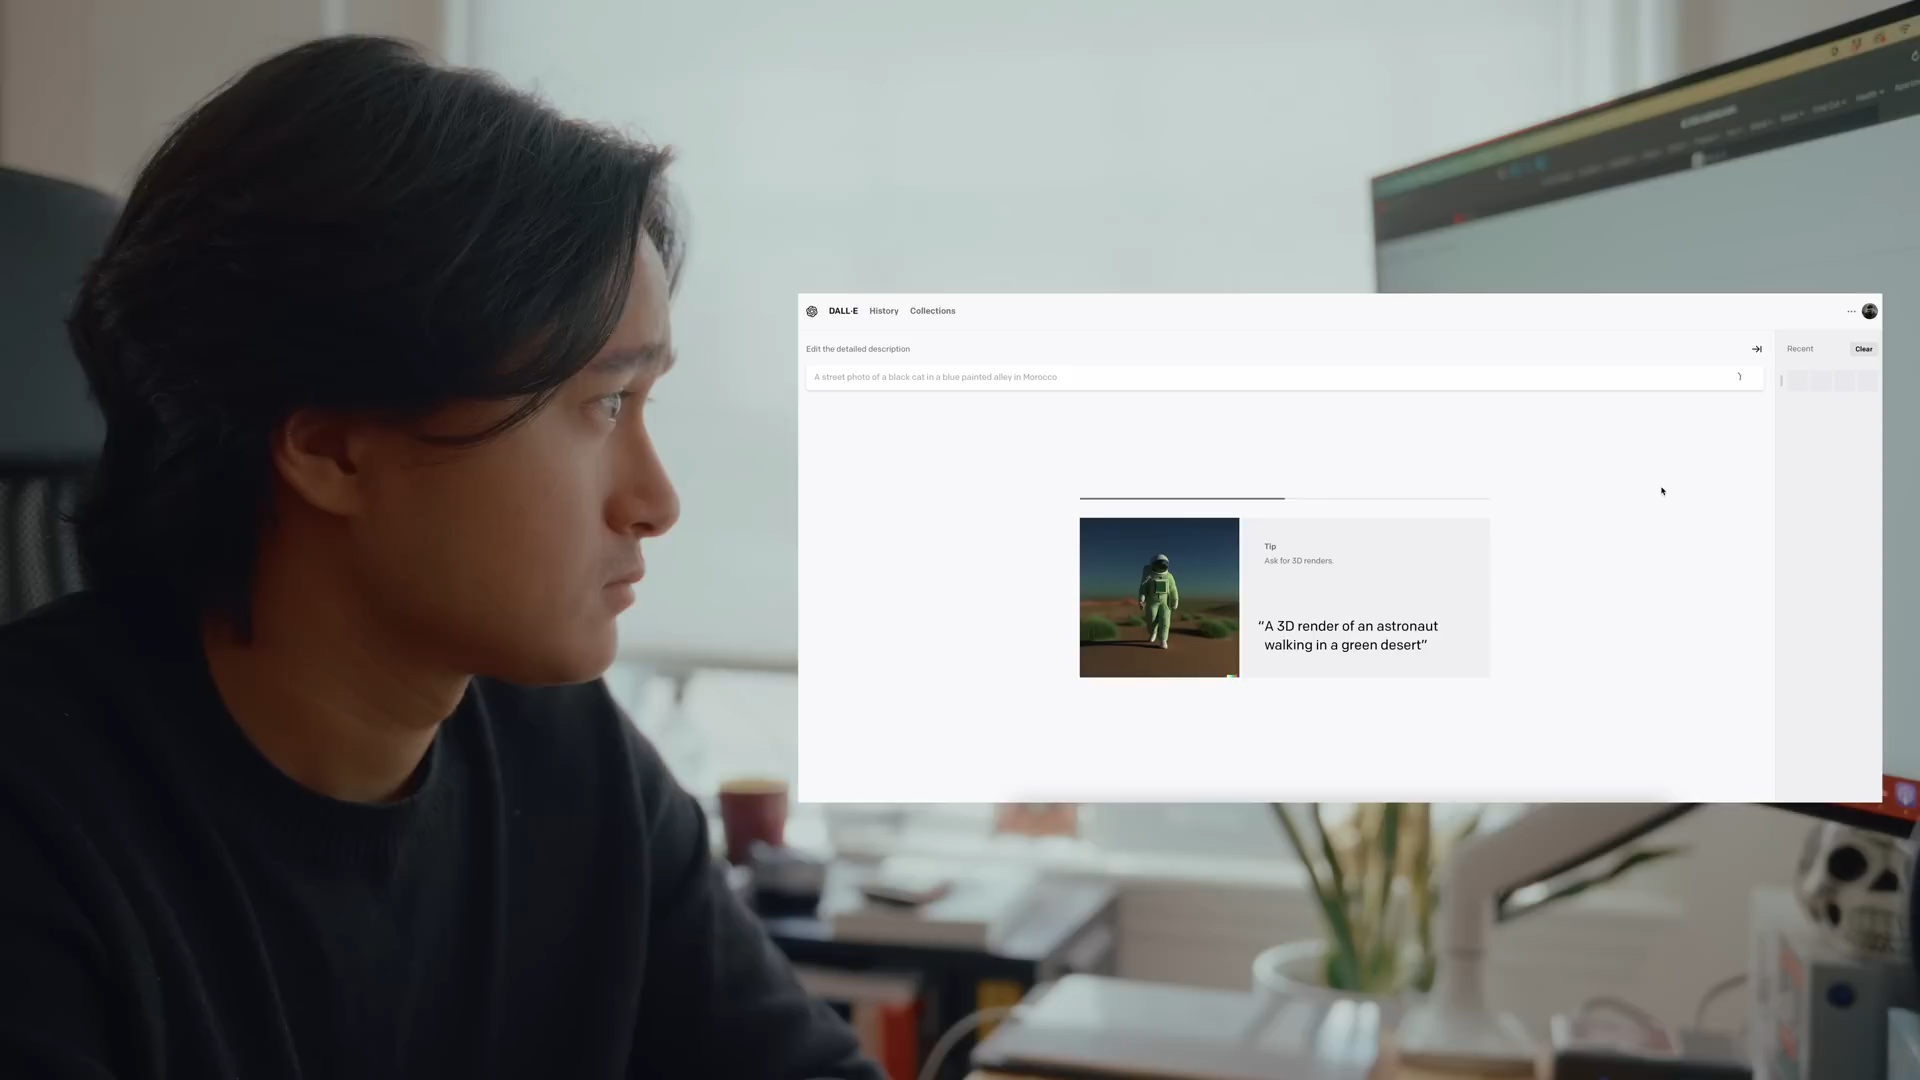 DALL·E History Collections
Edit the detailed description
Recent Clear
A street photo of a black cat in a blue painted alley in Morocco
Tip
Ask for 3D renders.
“A 3D render of an astronaut
walking in a green desert”